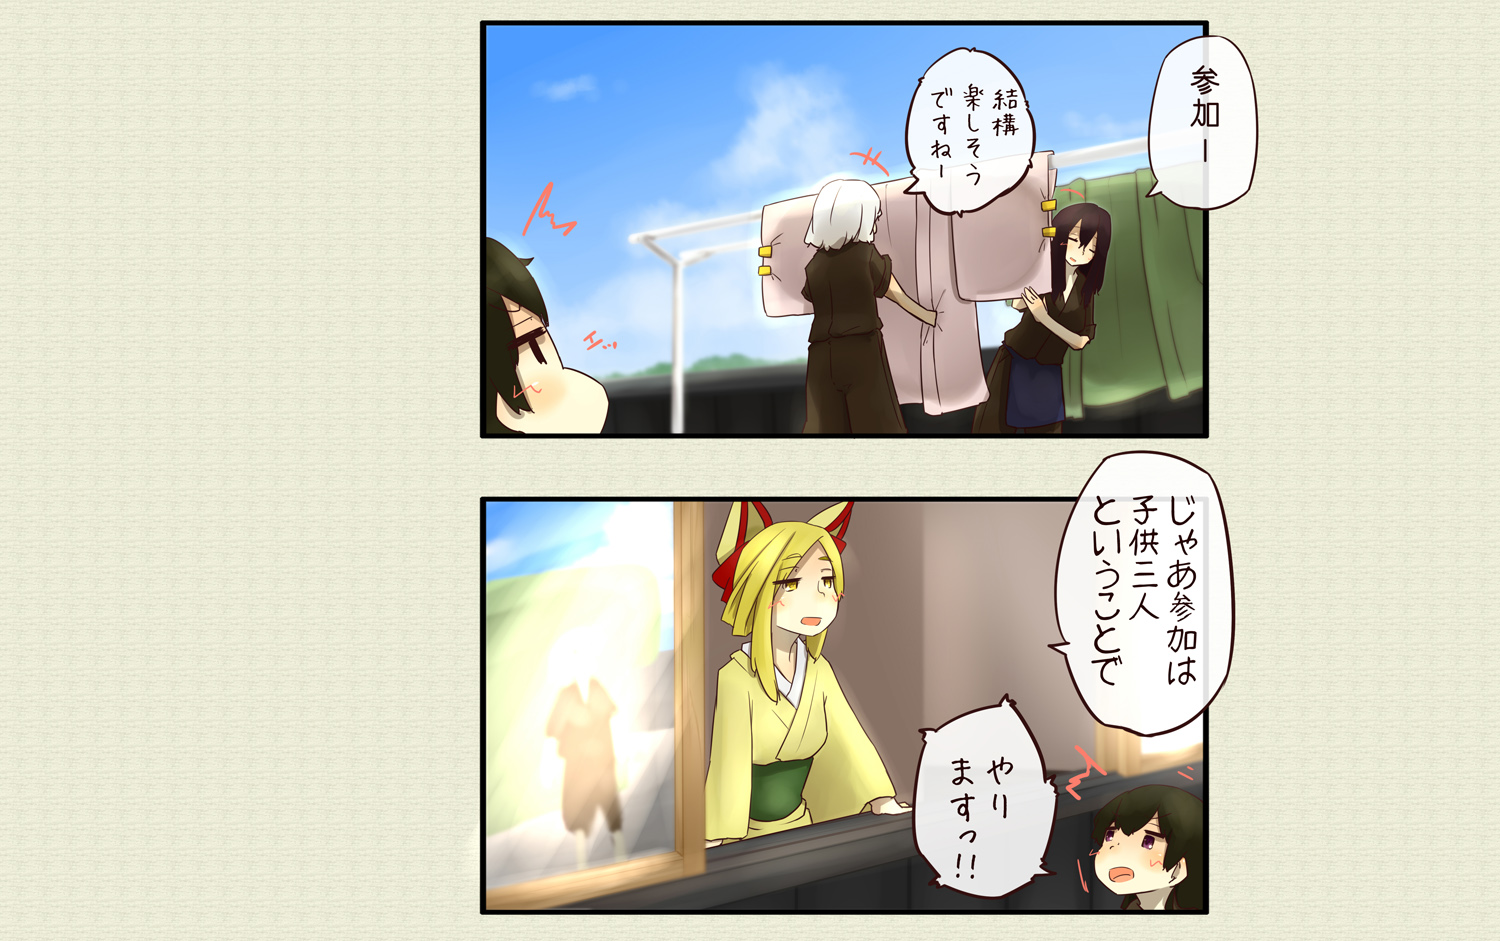 参加ー
結構
楽しそう
ですねー
エ…
じゃあ参加は
子供三人
ということで
やり
ますっ!!